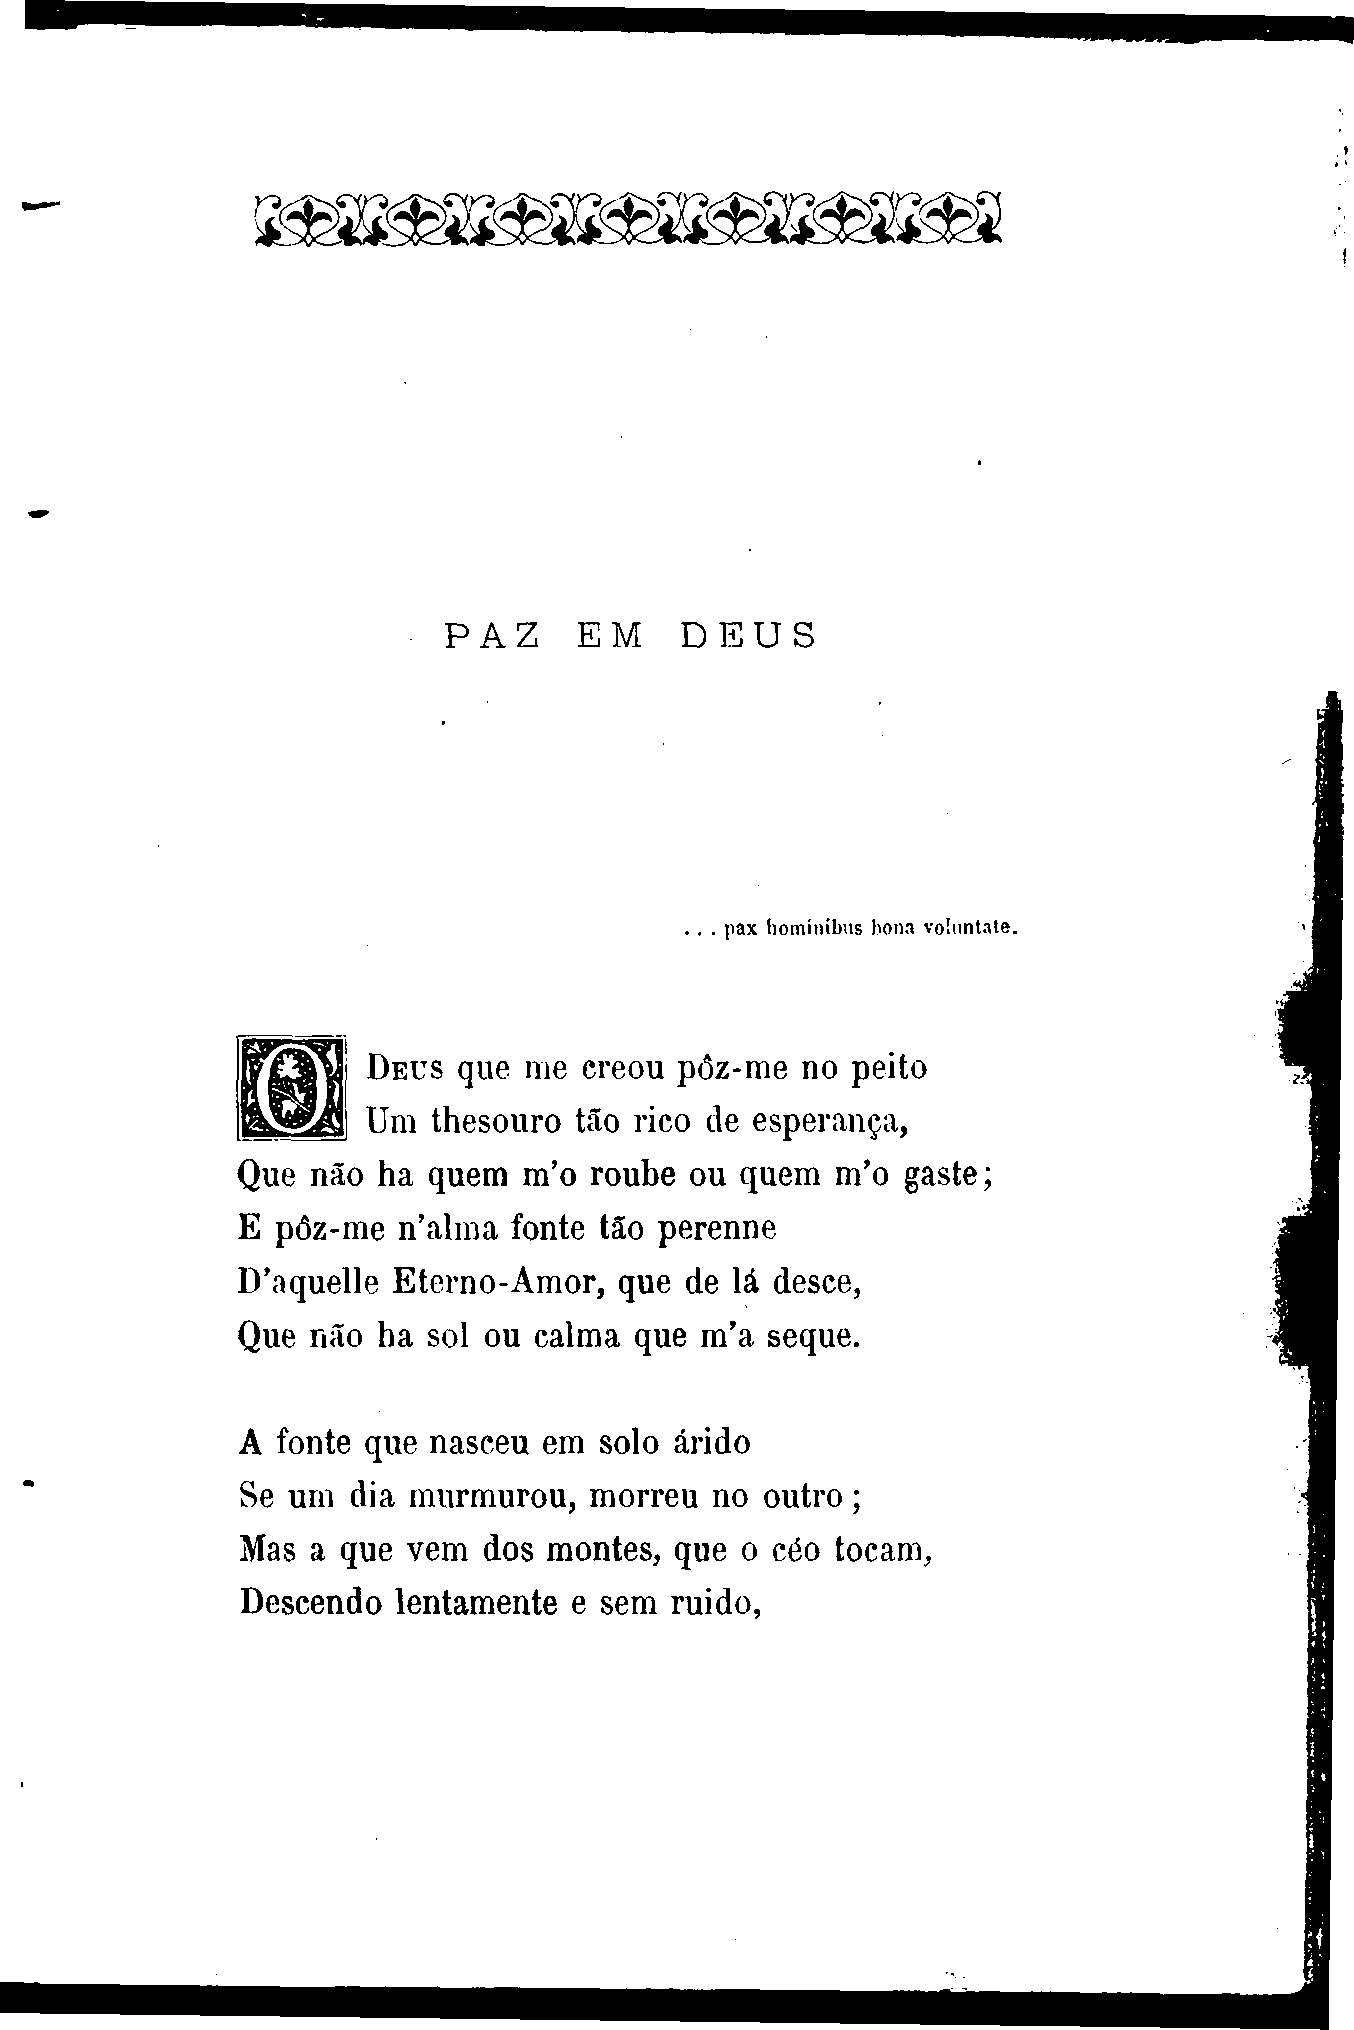 PAZ EM DEUS
... pax hominibus bona voluntate.
O DEUS que me creou pôz-me no peito
Um thesouro tão rico de esperança,
Que não ha quem m'o roube ou quem m'o gaste;
E pôz-me n'alma fonte tão perenne
D'aquelle Eterno-Amor, que de lá desce,
Que não ha sol ou calma que m'a seque.
A fonte que nasceu em solo árido
Se um dia murmurou, morreu no outro;
Mas a que vem dos montes, que o céo tocam,
Descendo lentamente e sem ruido,